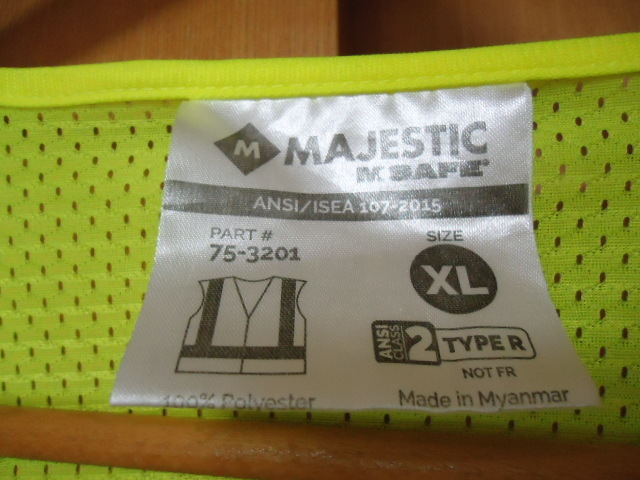 M MAJESTIC
M SAFE®
ANSI/ISEA 107-2015
PART #
75-3201
SIZE
XL
ANSI CLASS 2 TYPE R
NOT FR
100% Polyester
Made in Myanmar